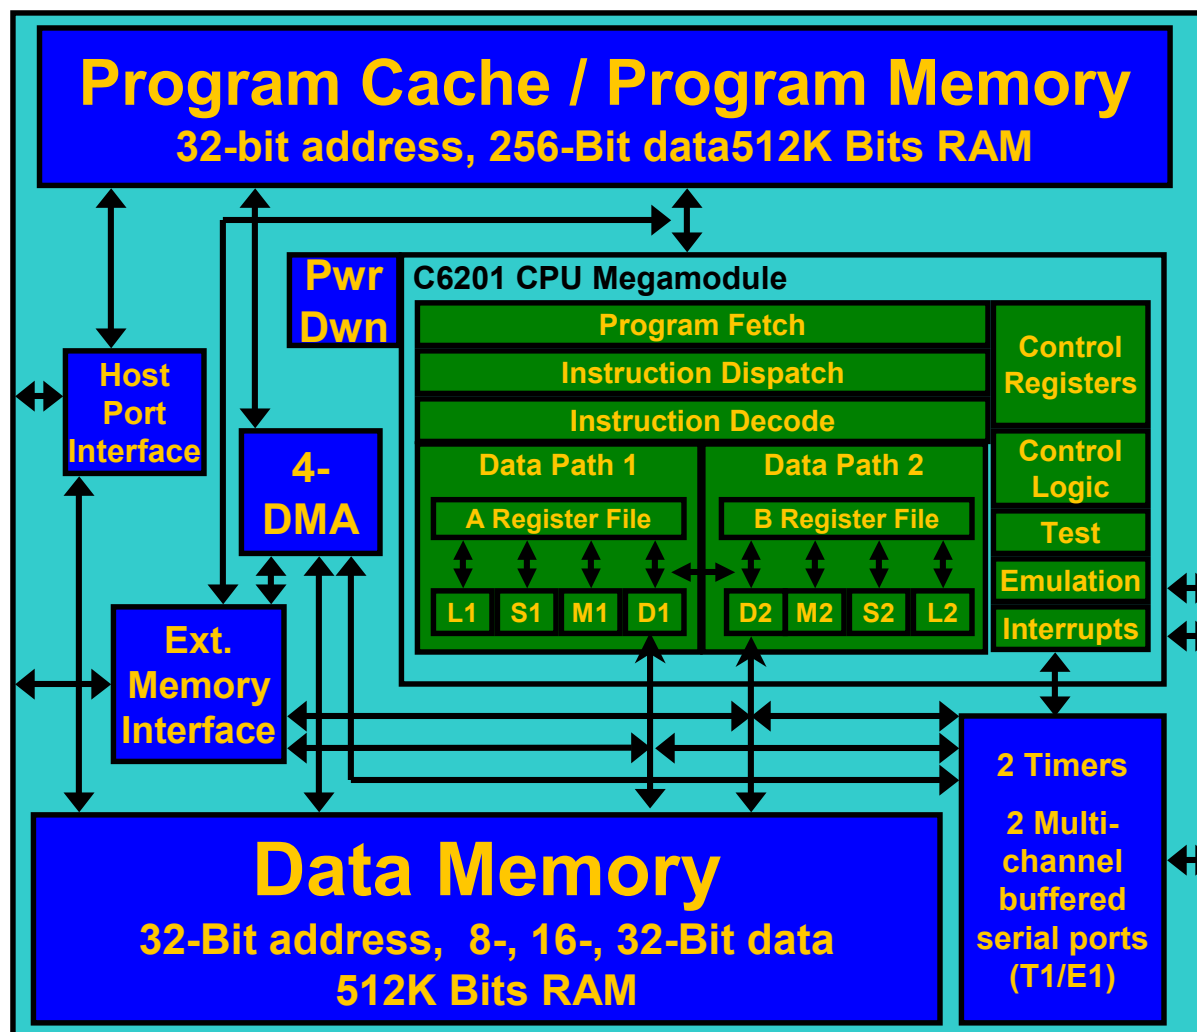 Program Cache / Program Memory
32-bit address, 256-Bit data512K Bits RAM
Pwr
Dwn
C6201 CPU Megamodule
Program Fetch
Instruction Dispatch
Instruction Decode
Control
Registers
Host
Port
Interface
4-
DMA
Data Path 1
Data Path 2
Control
Logic
A Register File
B Register File
Test
Emulation
Interrupts
L1
S1
M1
D1
D2
M2
S2
L2
Ext.
Memory
Interface
2 Timers
2 Multi-
channel
buffered
serial ports
(T1/E1)
Data Memory
32-Bit address,  8-, 16-, 32-Bit data
512K Bits RAM